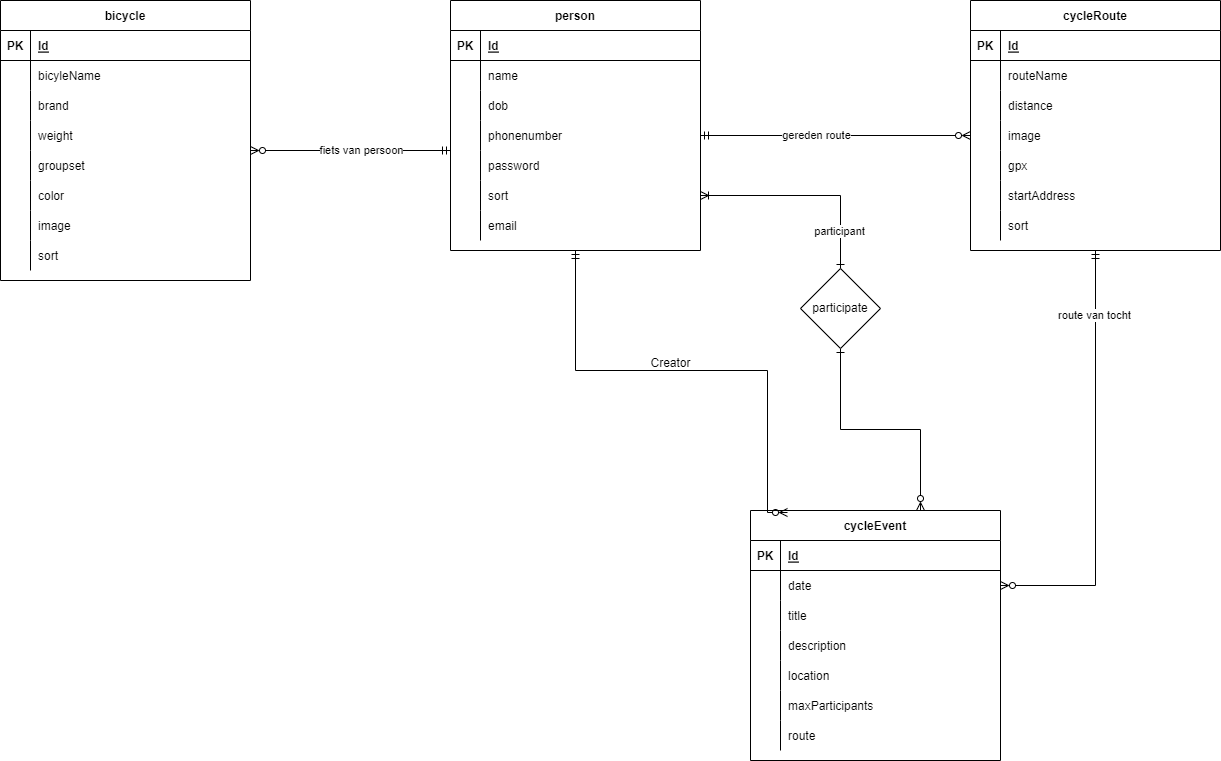 bicycle
PK Id
bicyleName
brand
weight
groupset
color
image
sort
fiets van persoon
person
PK Id
name
dob
phonenumber
password
sort
email
gereden route
cycleRoute
PK Id
routeName
distance
image
gpx
startAddress
sort
participant
participate
route van tocht
Creator
cycleEvent
PK Id
date
title
description
location
maxParticipants
route